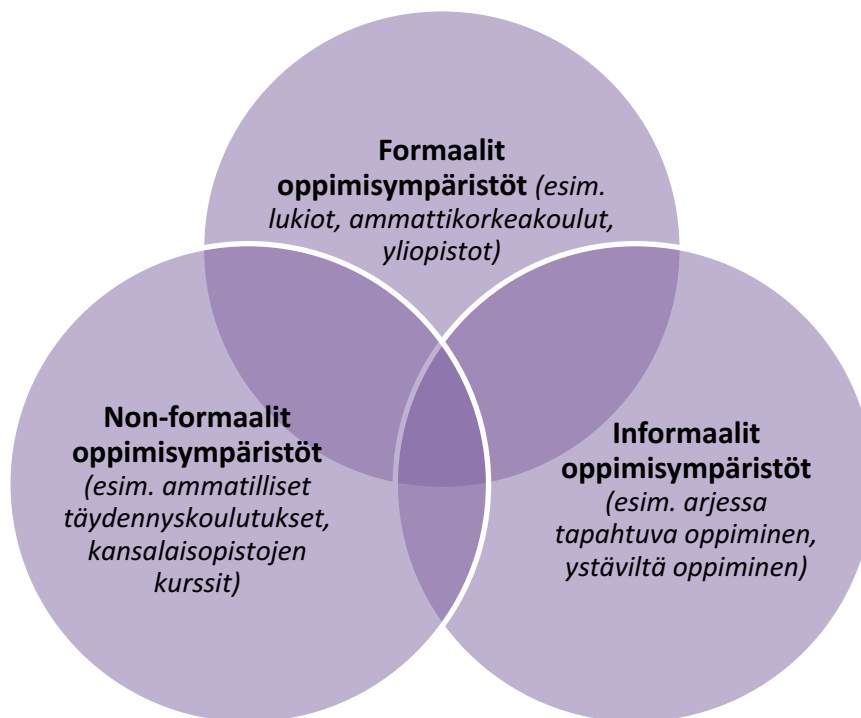 Formaalit
oppimisympäristöt (esim.
lukiot, ammattikorkeakoulut,
yliopistot)
Non-formaalit
oppimisympäristöt
(esim. ammatilliset
täydennyskoulutukset,
kansalaisopistojen
kurssit)
Informaalit
oppimisympäristöt
(esim. arjessa
tapahtuva oppiminen,
ystäviltä oppiminen)